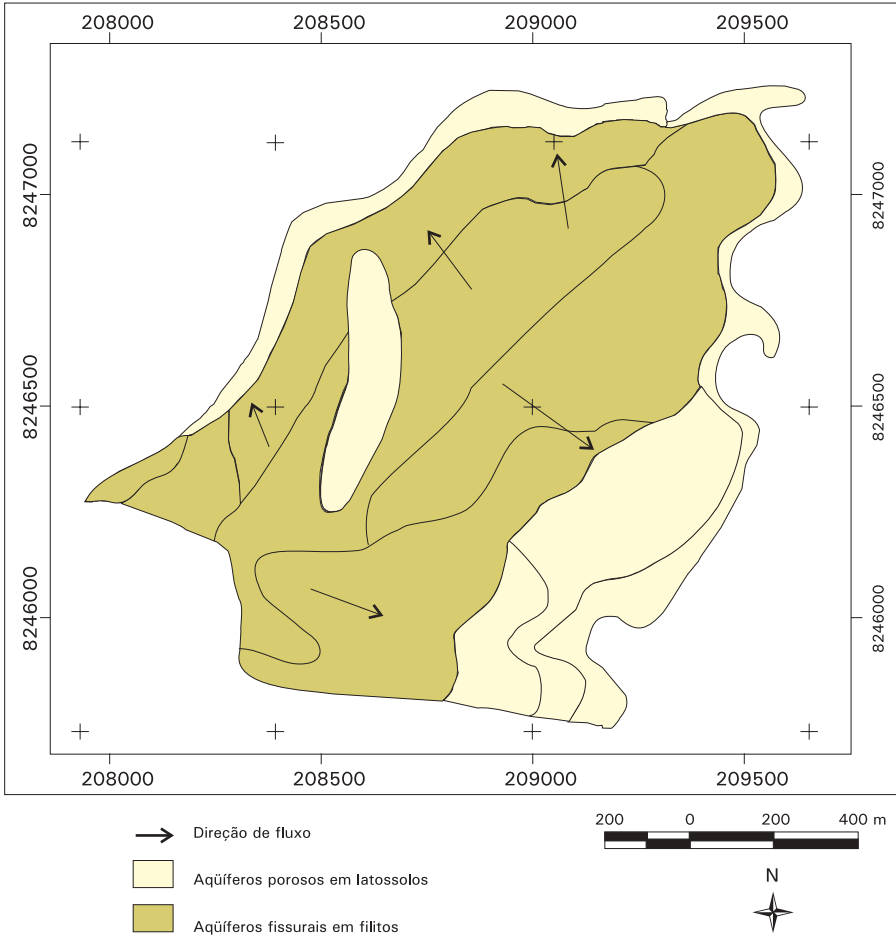 208000 208500 209000 209500
8247000 8247000
8246500 8246500
8246000 8246000
208000 208500 209000 209500
Direção de fluxo
Aqüíferos porosos em latossolos
Aqüíferos fissurais em filitos
200 0 200 400 m
N